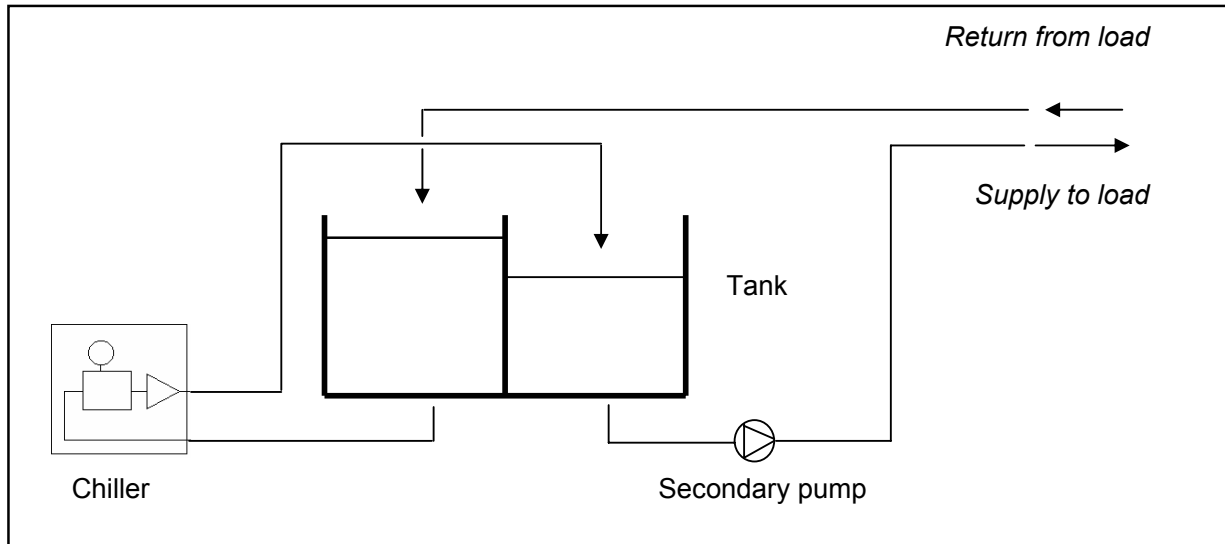 Return from load
Supply to load
Tank
Chiller
Secondary pump